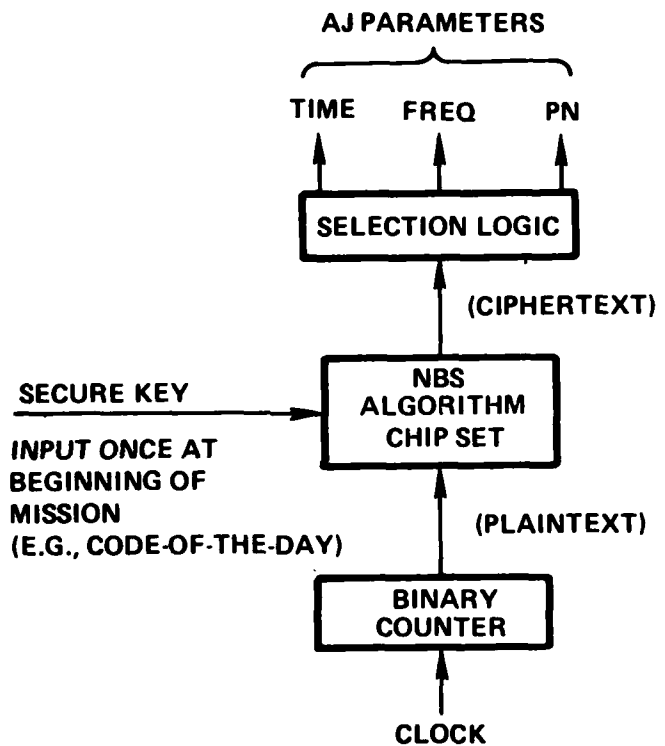 AJ PARAMETERS
TIME FREQ PN
SELECTION LOGIC
(CIPHERTEXT)
SECURE KEY
INPUT ONCE AT
BEGINNING OF
MISSION
(E.G., CODE-OF-THE-DAY)
NBS
ALGORITHM
CHIP SET
(PLAINTEXT)
BINARY
COUNTER
CLOCK